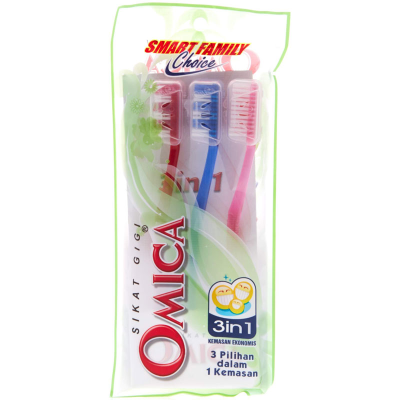 SMART FAMILY
Choice
3in1
SIKAT GIGI
OMICA®
3in1
KEMASAN EKONOMIS
3 Pilihan
dalam
1 Kemasan